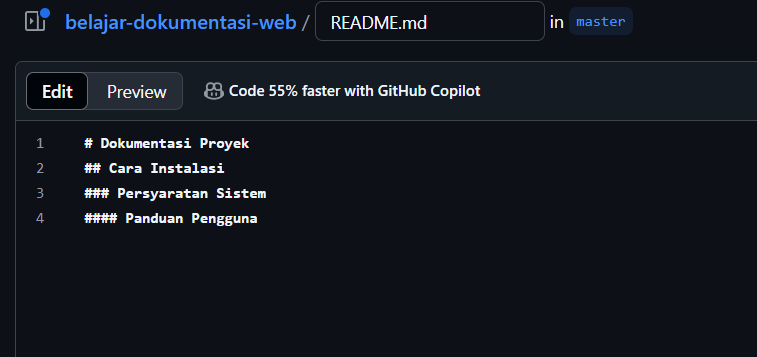 belajar-dokumentasi-web / README.md in master
Edit Preview Code 55% faster with GitHub Copilot
1 # Dokumentasi Proyek
2 ## Cara Instalasi
3 ### Persyaratan Sistem
4 #### Panduan Pengguna